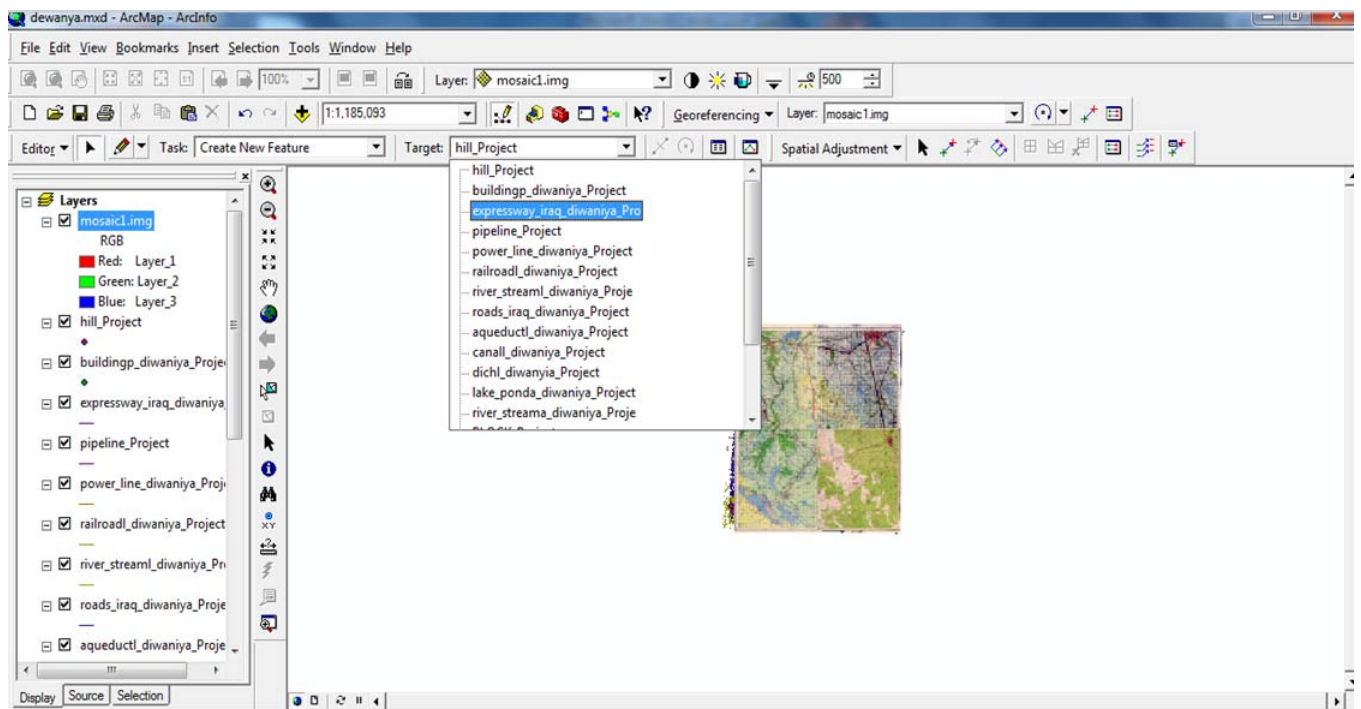 dewanya.mxd - ArcMap - ArcInfo
File Edit View Bookmarks Insert Selection Tools Window Help
100% Layer: mosaic1.img 500
1:1,185,093 Georeferencing Layer: mosaic1.img
Editor Task: Create New Feature Target: hill_Project Spatial Adjustment
hill_Project
buildingp_diwaniya_Project
expressway_iraq_diwaniya_Pro
pipeline_Project
power_line_diwaniya_Project
railroadl_diwaniya_Project
river_streaml_diwaniya_Proje
roads_iraq_diwaniya_Project
aqueductl_diwaniya_Project
canall_diwaniya_Project
dichl_diwanyia_Project
lake_ponda_diwaniya_Project
river_streama_diwaniya_Proje
Layers
mosaic1.img
RGB
Red: Layer_1
Green: Layer_2
Blue: Layer_3
hill_Project
buildingp_diwaniya_Proje
expressway_iraq_diwaniya
pipeline_Project
power_line_diwaniya_Proj
railroadl_diwaniya_Project
river_streaml_diwaniya_Pr
roads_iraq_diwaniya_Proje
aqueductl_diwaniya_Proje
XY
Display Source Selection